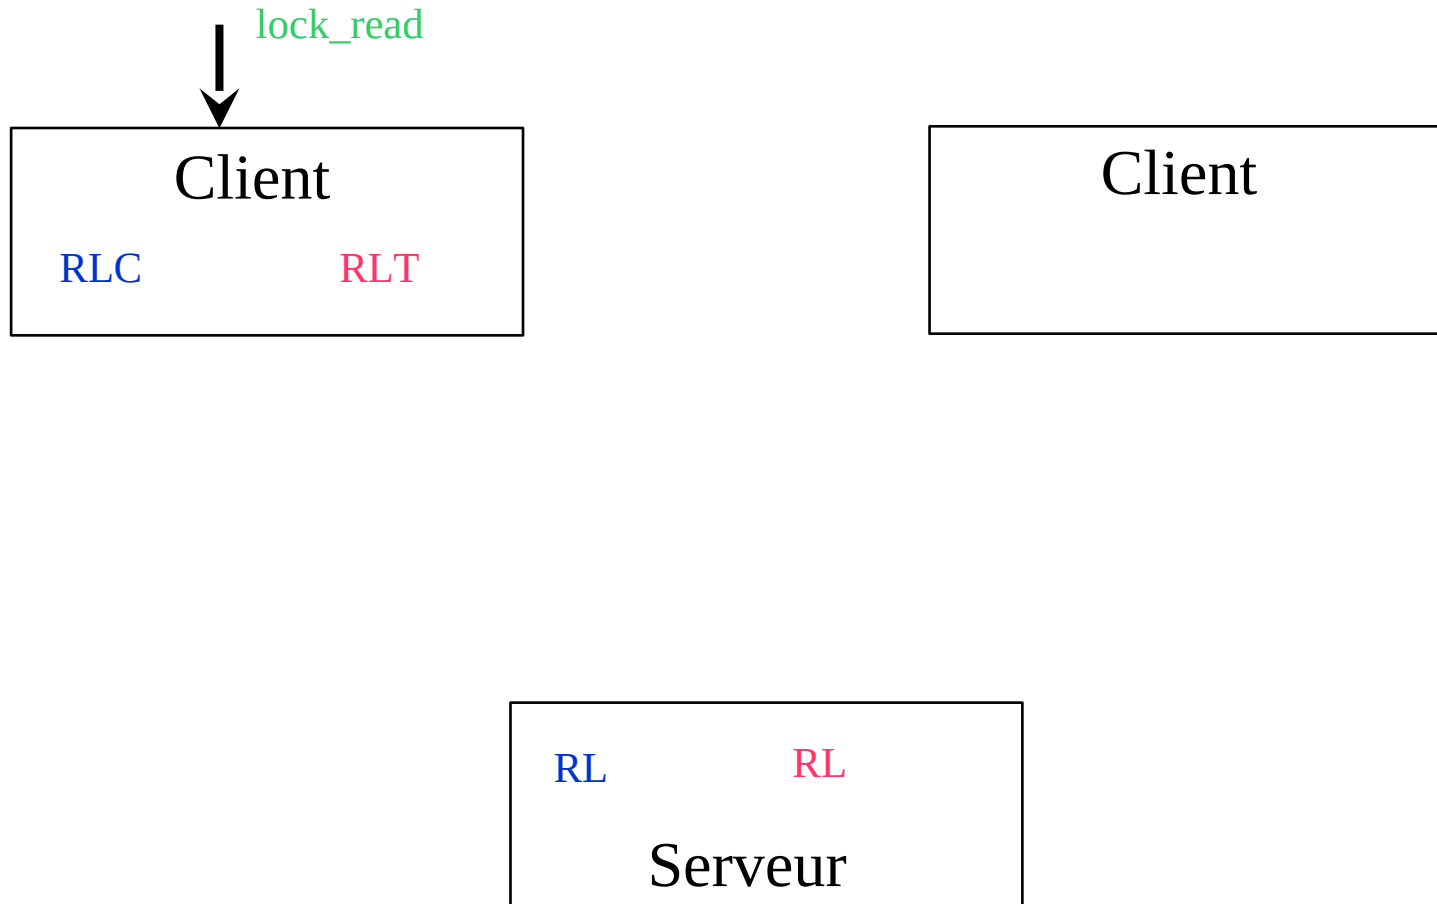 lock_read
Client
Client
RLC
RLT
RL
RL
Serveur